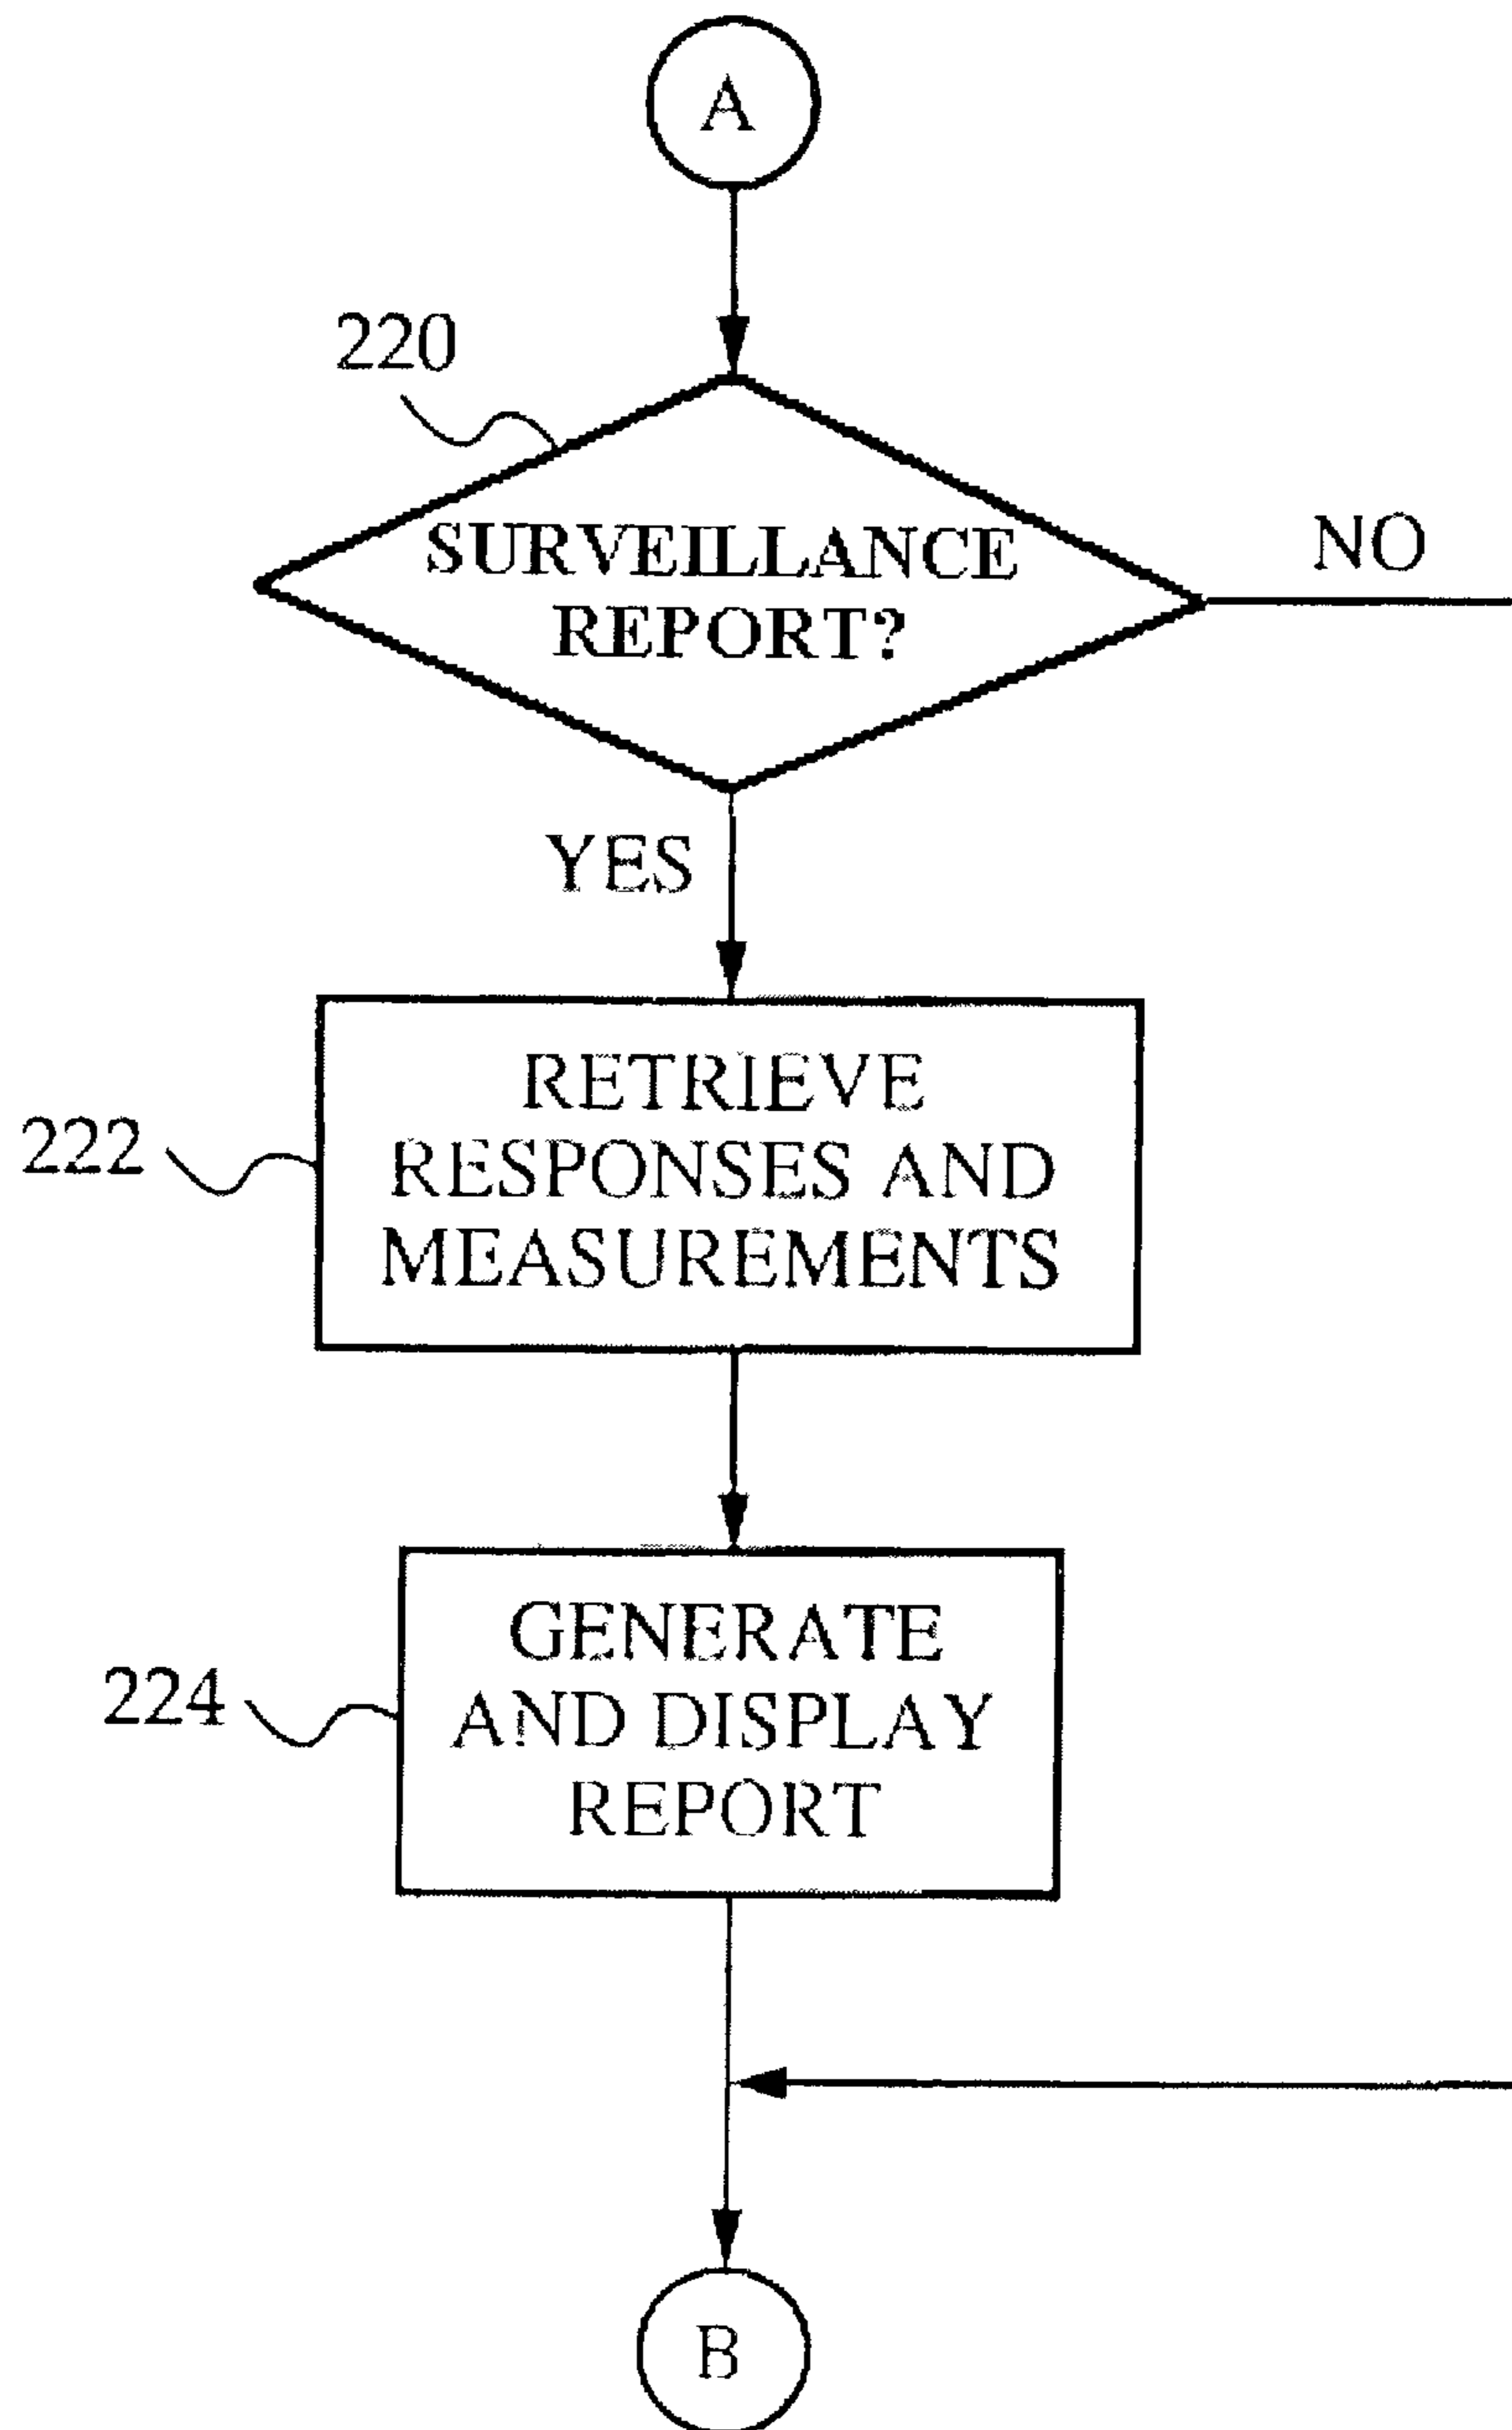 A
220
SURVEILLANCE
REPORT?
NO
YES
RETRIEVE
RESPONSES AND
MEASUREMENTS
222
GENERATE
AND DISPLAY
REPORT
224
B